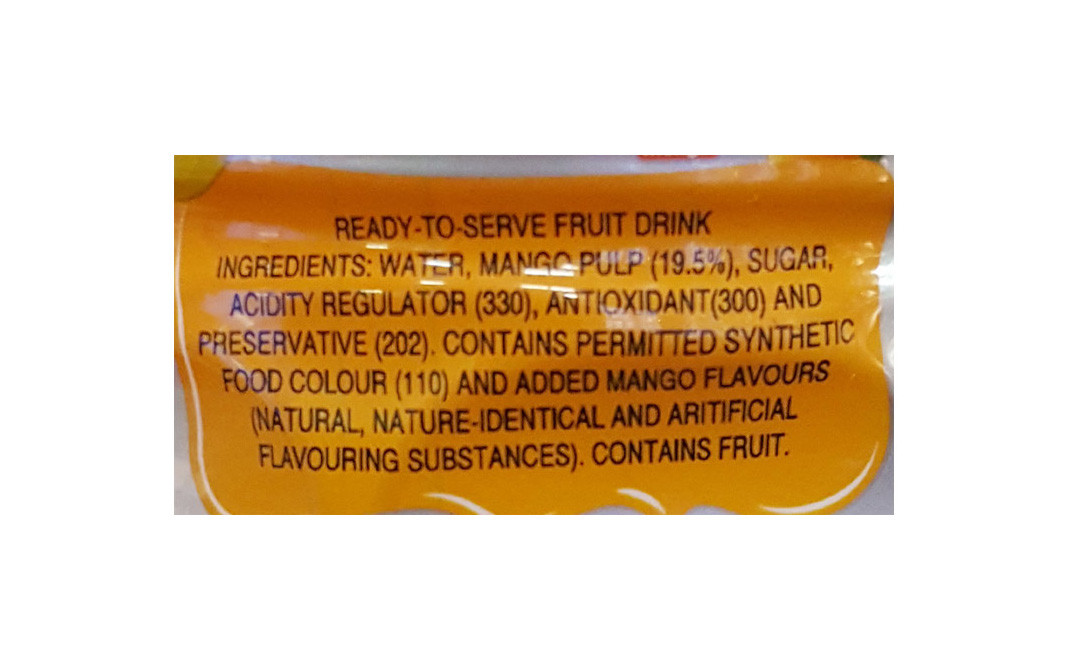 READY-TO-SERVE FRUIT DRINK
INGREDIENTS: WATER, MANGO PULP (19.5%), SUGAR,
ACIDITY REGULATOR (330), ANTIOXIDANT(300) AND
PRESERVATIVE (202). CONTAINS PERMITTED SYNTHETIC
FOOD COLOUR (110) AND ADDED MANGO FLAVOURS
(NATURAL, NATURE-IDENTICAL AND ARITIFICIAL
FLAVOURING SUBSTANCES). CONTAINS FRUIT.